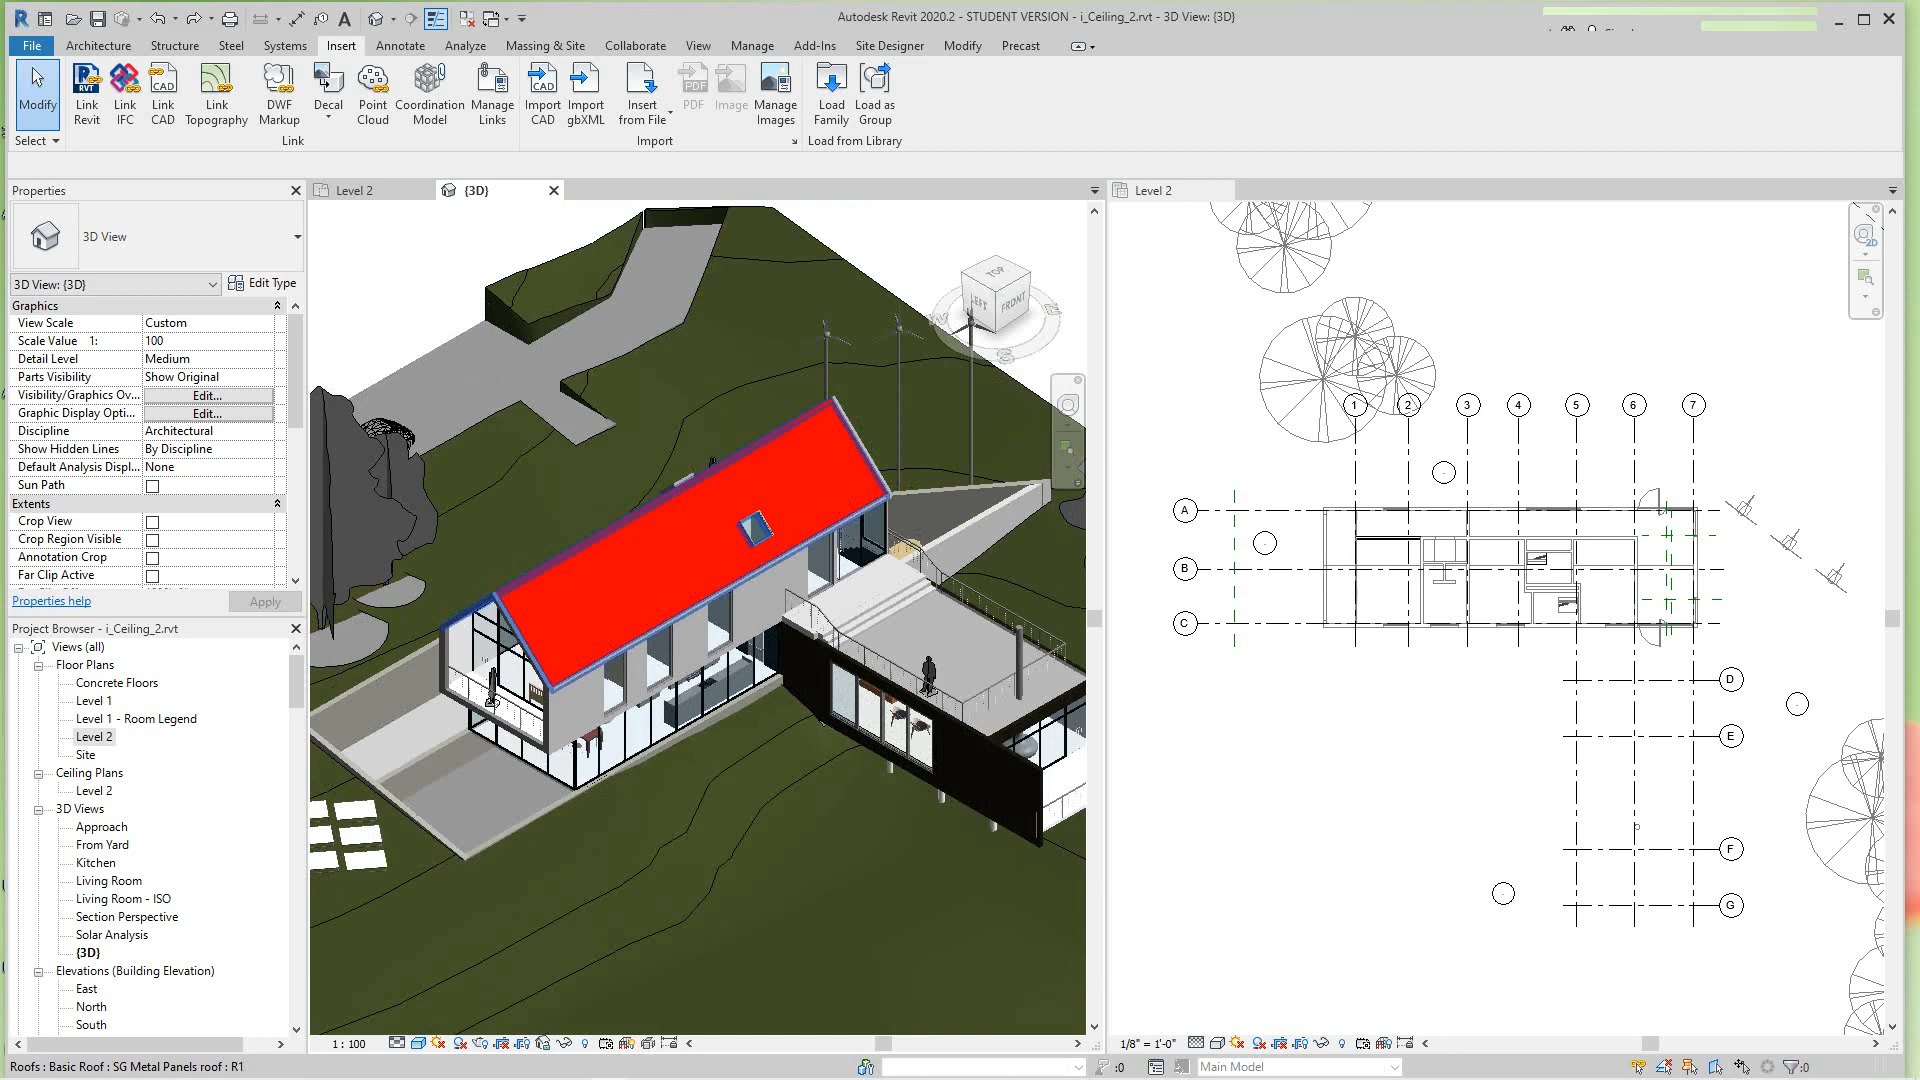 Autodesk Revit 2020.2 - STUDENT VERSION - i_Ceiling_2.rvt - 3D View: {3D}
File Architecture Structure Steel Systems Insert Annotate Analyze Massing & Site Collaborate View Manage Add-Ins Site Designer Modify Precast
Modify
Link Revit
Link IFC
Link CAD
Link Topography
DWF Markup
Decal
Point Cloud
Coordination Model
Manage Links
Import CAD
Import gbXML
Insert from File
PDF
Image
Manage Images
Load Family
Load as Group
Select
Link
Import
Load from Library
Properties
3D View
3D View: {3D}
Edit Type
Graphics
View Scale Custom
Scale Value 1: 100
Detail Level Medium
Parts Visibility Show Original
Visibility/Graphics Ov... Edit...
Graphic Display Opti... Edit...
Discipline Architectural
Show Hidden Lines By Discipline
Default Analysis Displ... None
Sun Path
Extents
Crop View
Crop Region Visible
Annotation Crop
Far Clip Active
Properties help Apply
Project Browser - i_Ceiling_2.rvt
Views (all)
Floor Plans
Concrete Floors
Level 1
Level 1 - Room Legend
Level 2
Site
Ceiling Plans
Level 2
3D Views
Approach
From Yard
Kitchen
Living Room
Living Room - ISO
Section Perspective
Solar Analysis
{3D}
Elevations (Building Elevation)
East
North
South
Level 2
{3D}
TOP
LEFT
FRONT
S
1 : 100
Level 2
2D
1 2 3 4 5 6 7
A
B
C
D
E
F
G
1/8" = 1'-0"
Roofs : Basic Roof : SG Metal Panels roof : R1
:0
Main Model
:0